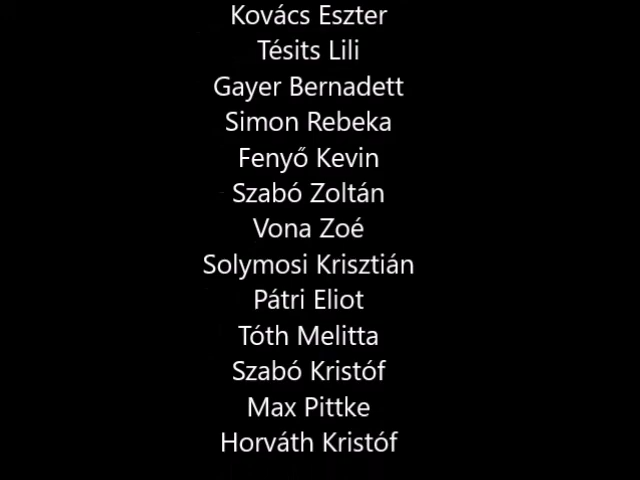 Kovács Eszter
Tésits Lili
Gayer Bernadett
Simon Rebeka
Fenyő Kevin
Szabó Zoltán
Vona Zoé
Solymosi Krisztián
Pátri Eliot
Tóth Melitta
Szabó Kristóf
Max Pittke
Horváth Kristóf